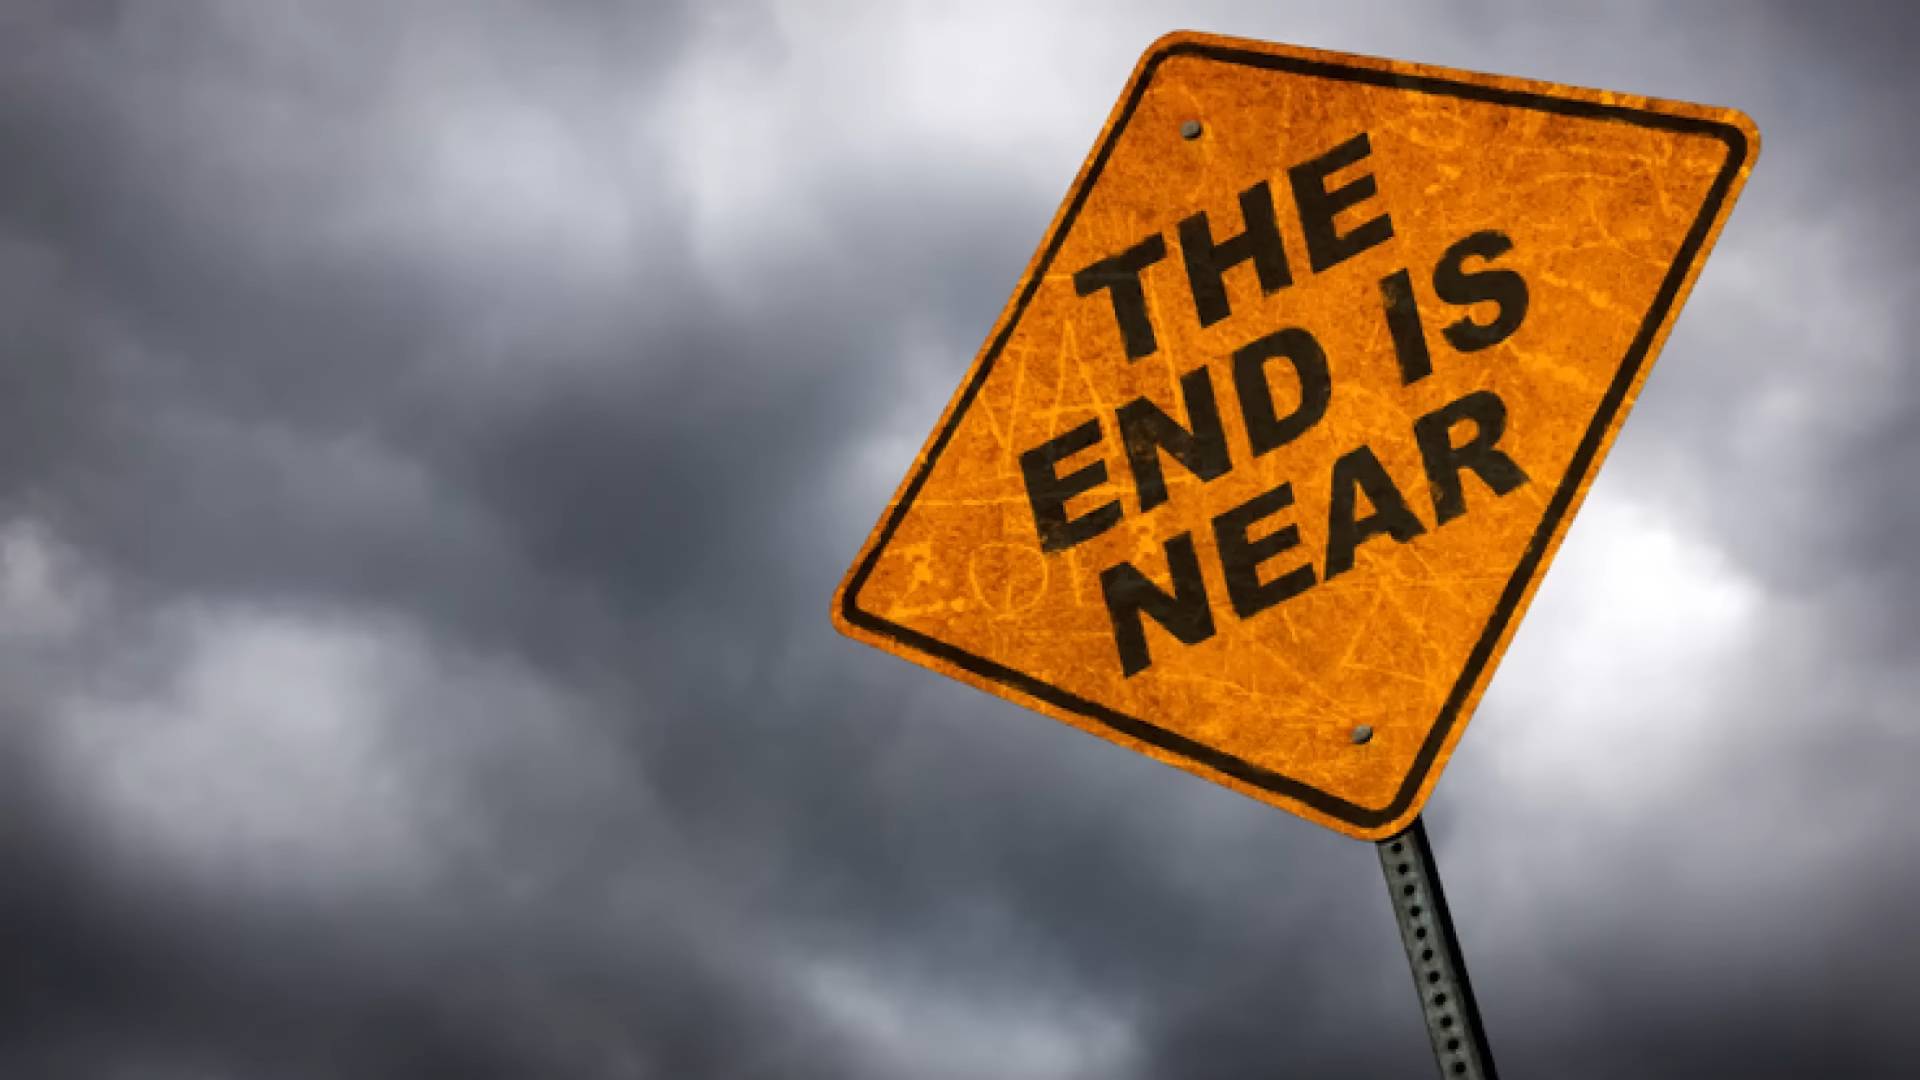 THE
END IS
NEAR